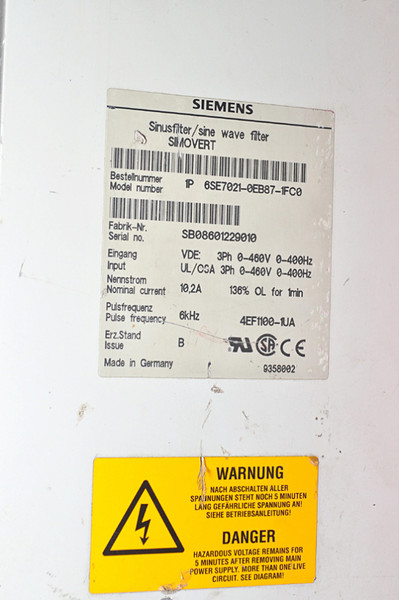 SIEMENS
Sinusfilter/sine wave filter
SIMOVERT
Bestellnummer
Model number 1P 6SE7021-0EB87-1FC0
Fabrik-Nr.
Serial no. SB08601229010
Eingang VDE: 3Ph 0-460V 0-400Hz
Input UL/CSA 3Ph 0-460V 0-400Hz
Nennstrom
Nominal current 10,2A 136% OL for 1min
Pulsfrequenz
Pulse frequency 6kHz 4EF1100-1UA
Erz.Stand
Issue B
Made in Germany 9358002
WARNUNG
NACH ABSCHALTEN ALLER
SPANNUNGEN STEHT NOCH 5 MINUTEN
LANG GEFÄHRLICHE SPANNUNG AN!
SIEHE BETRIEBSANLEITUNG!
DANGER
HAZARDOUS VOLTAGE REMAINS FOR
5 MINUTES AFTER REMOVING MAIN
POWER SUPPLY, MORE THAN ONE LIVE
CIRCUIT. SEE DIAGRAM!